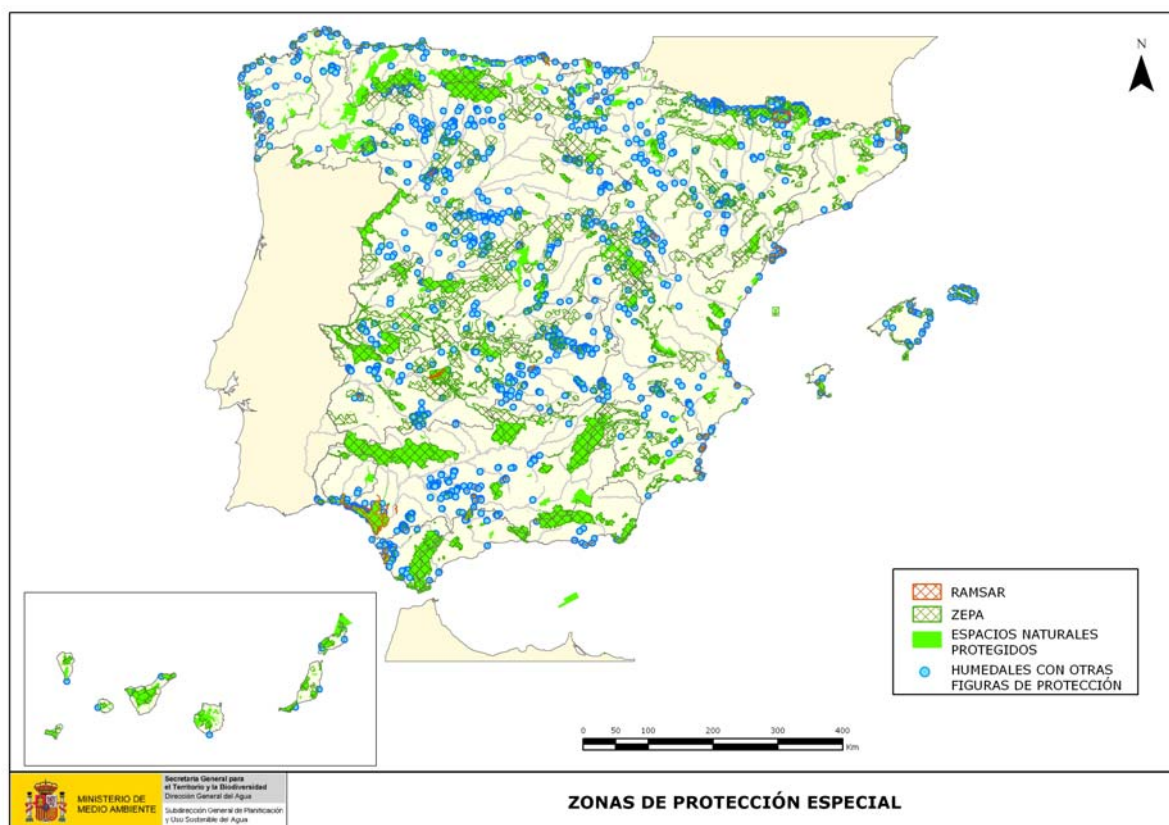 N
RAMSAR
ZEPA
ESPACIOS NATURALES
PROTEGIDOS
HUMEDALES CON OTRAS
FIGURAS DE PROTECCIÓN
0 50 100 200 300 400
Km
MINISTERIO DE
MEDIO AMBIENTE
Secretaría General para
el Territorio y la Biodiversidad
Dirección General del Agua
Subdirección General de Planificación
y Uso Sostenible del Agua
ZONAS DE PROTECCIÓN ESPECIAL